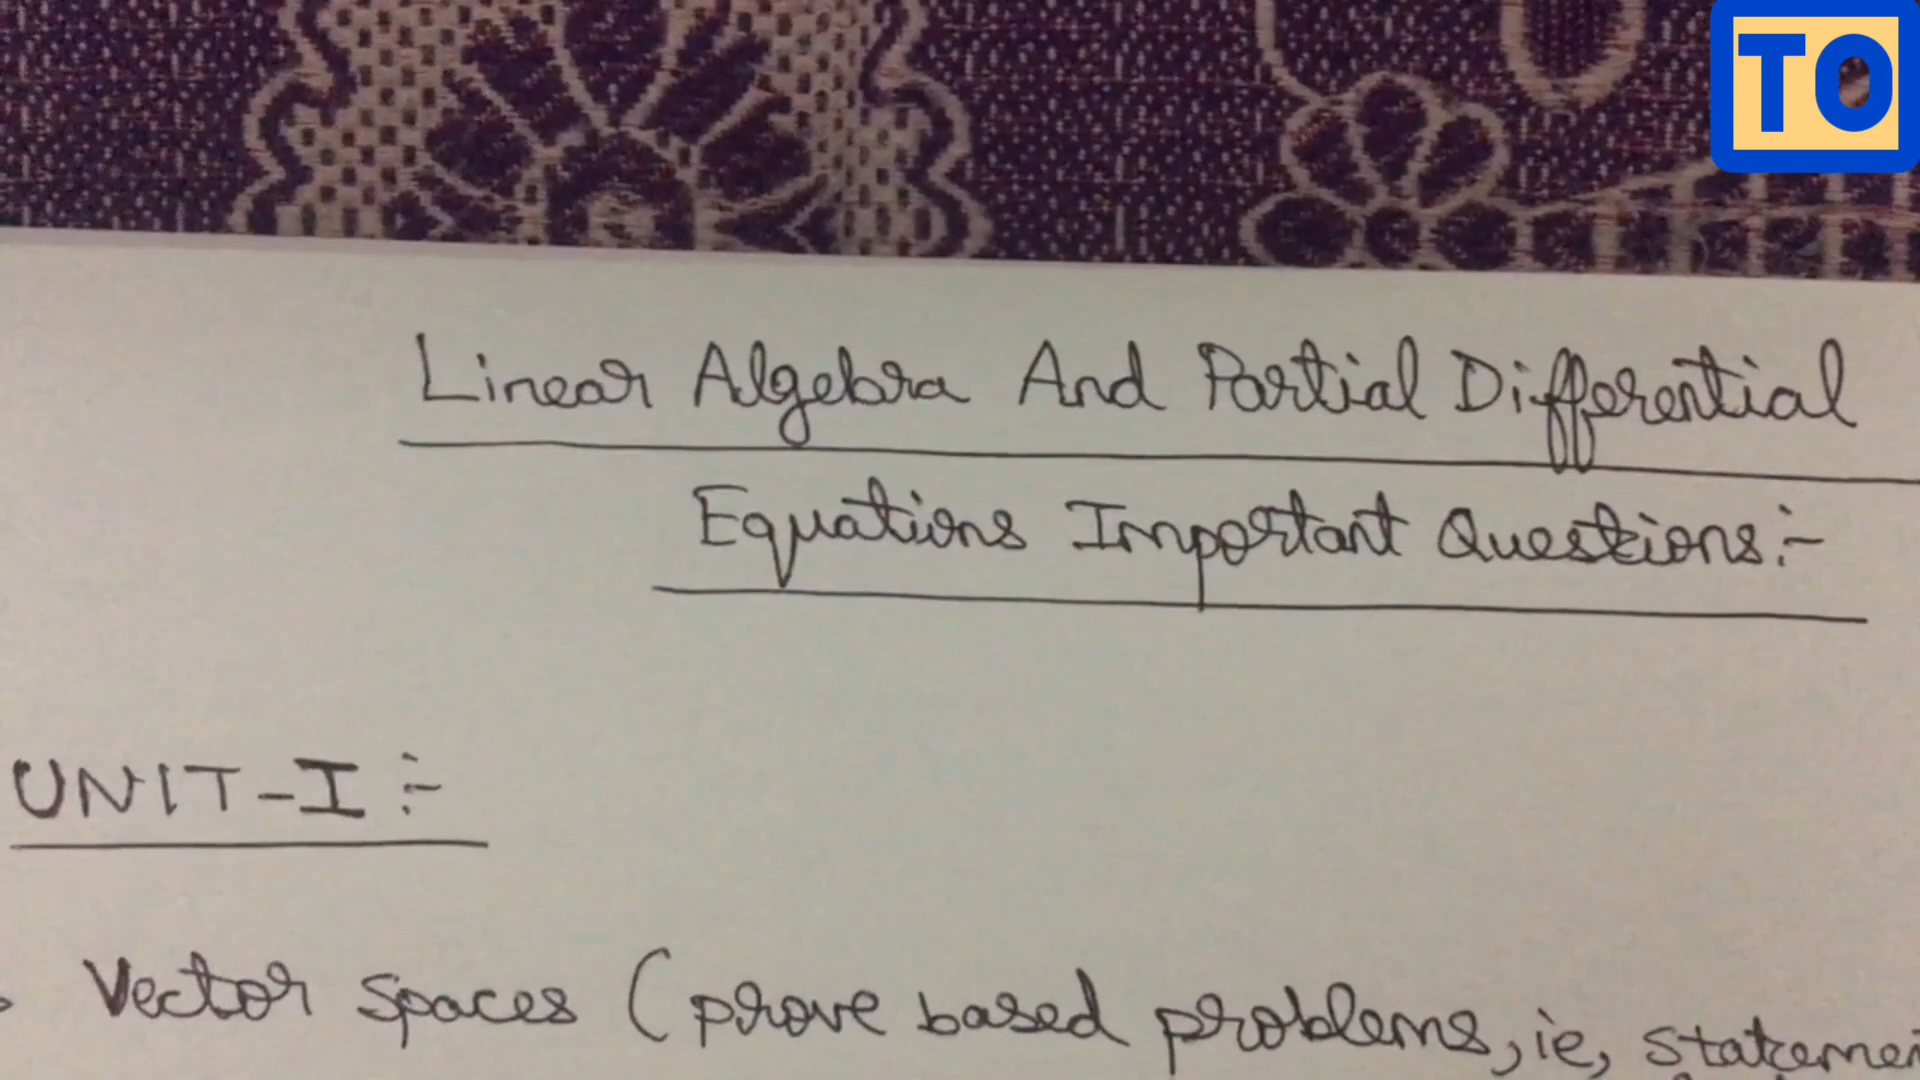 TO
Linear Algebra And Partial Differential
Equations Important Questions:-
UNIT-I :-
Vector spaces (prove based problems, ie,